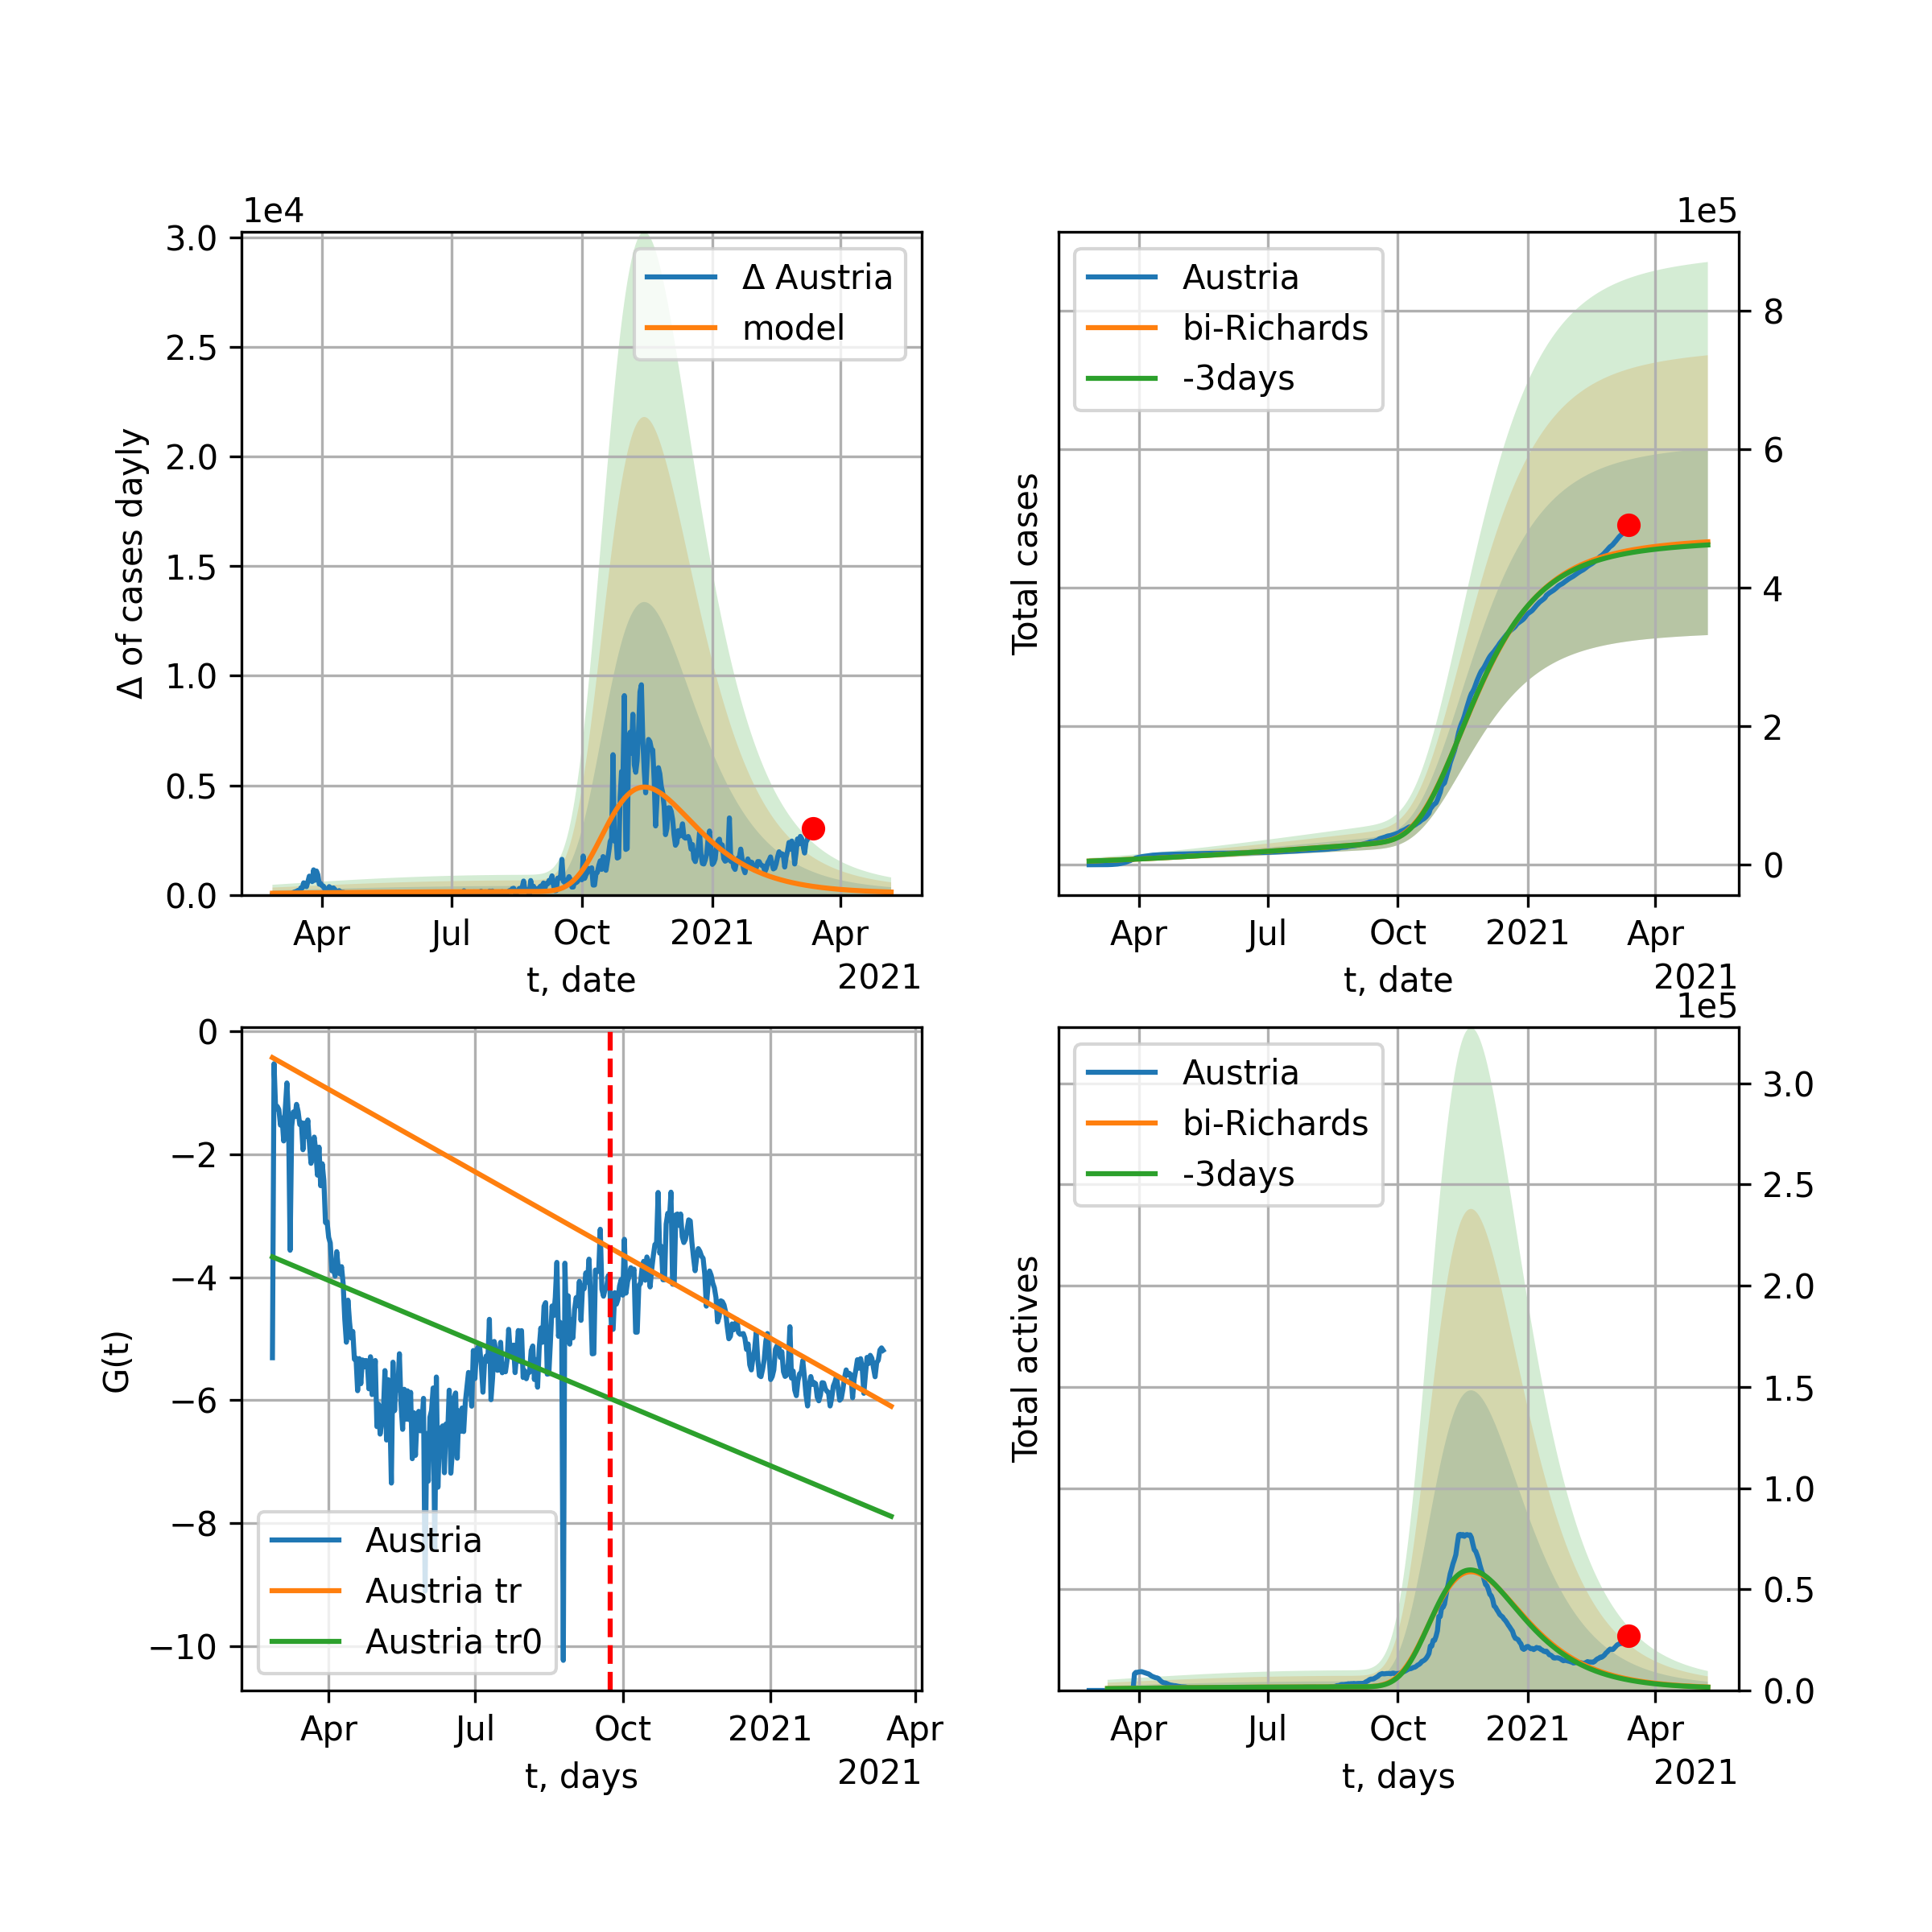 1e4
3.0
2.5
2.0
1.5
1.0
0.5
0.0
Δ of cases dayly
Δ Austria
model
Apr
Jul
Oct
2021
Apr
t, date
2021
1e5
Austria
bi-Richards
-3days
8
6
4
2
0
Total cases
Apr
Jul
Oct
2021
Apr
t, date
2021
0
−2
−4
−6
−8
−10
G(t)
Austria
Austria tr
Austria tr0
Apr
Jul
Oct
2021
Apr
t, days
2021
1e5
Austria
bi-Richards
-3days
3.0
2.5
2.0
1.5
1.0
0.5
0.0
Total actives
Apr
Jul
Oct
2021
Apr
t, days
2021